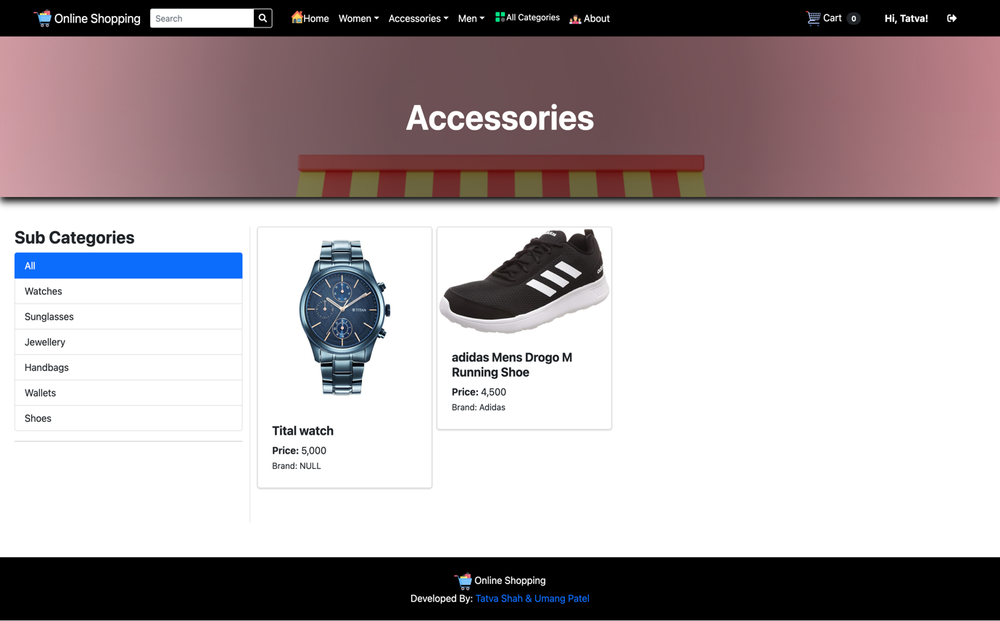 Online Shopping
Search
Home
Women
Accessories
Men
All Categories
About
Cart 0
Hi, Tatva!
Accessories
Sub Categories
All
Watches
Sunglasses
Jewellery
Handbags
Wallets
Shoes
TITAN
Tital watch
Price: 5,000
Brand: NULL
adidas
adidas Mens Drogo M
Running Shoe
Price: 4,500
Brand: Adidas
Online Shopping
Developed By: Tatva Shah & Umang Patel